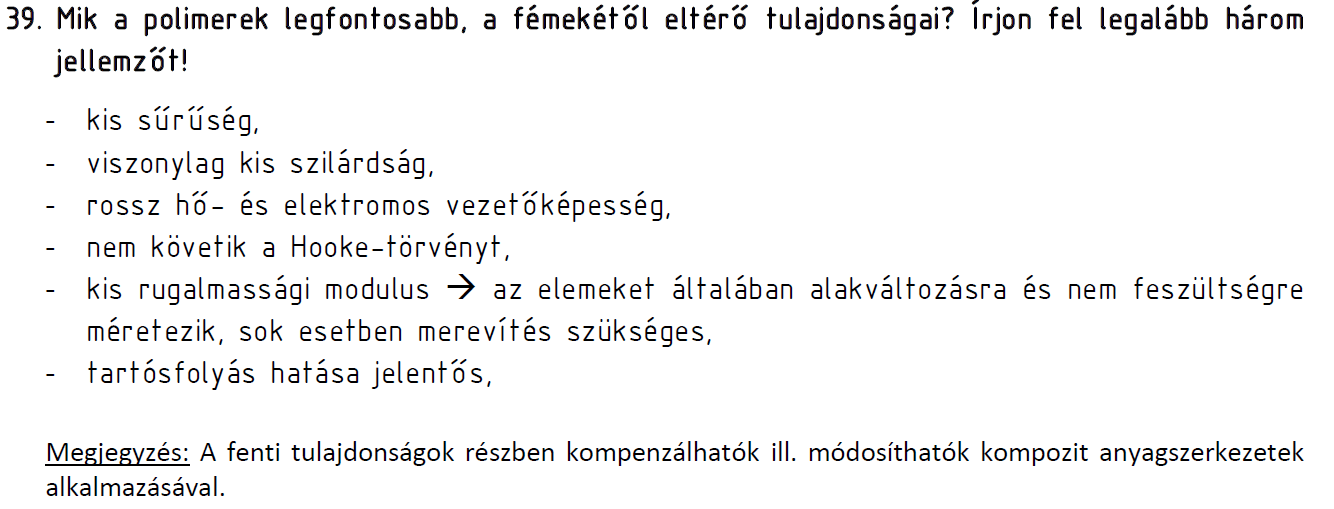 39. Mik a polimerek legfontosabb, a fémekétől eltérő tulajdonságai? Írjon fel legalább három
jellemzőt!
- kis sűrűség,
- viszonylag kis szilárdság,
- rossz hő- és elektromos vezetőképesség,
- nem követik a Hooke-törvényt,
- kis rugalmassági modulus → az elemeket általában alakváltozásra és nem feszültségre
méretezik, sok esetben merevítés szükséges,
- tartósfolyás hatása jelentős,
Megjegyzés: A fenti tulajdonságok részben kompenzálhatók ill. módosíthatók kompozit anyagszerkezetek
alkalmazásával.